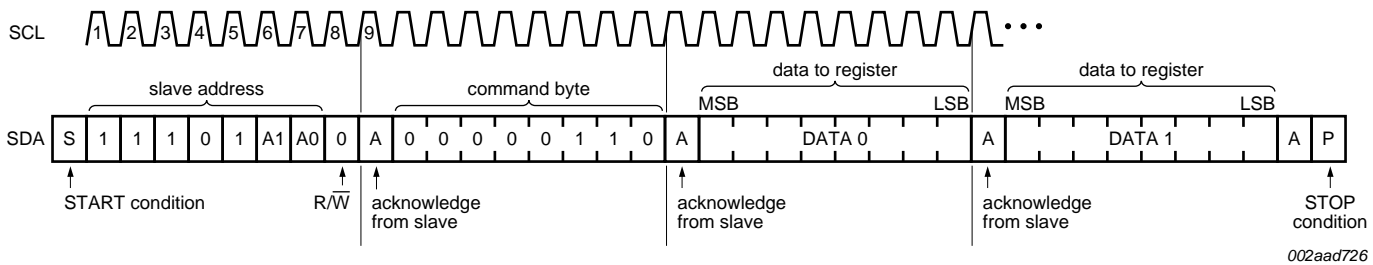 SCL 1 2 3 4 5 6 7 8 9 •••
slave address command byte data to register data to register
MSB LSB MSB LSB
SDA S 1 1 1 0 1 A1 A0 0 A 0 0 0 0 0 1 1 0 A DATA 0 A DATA 1 A P
START condition R/W̅ acknowledge from slave acknowledge from slave acknowledge from slave STOP condition
002aad726